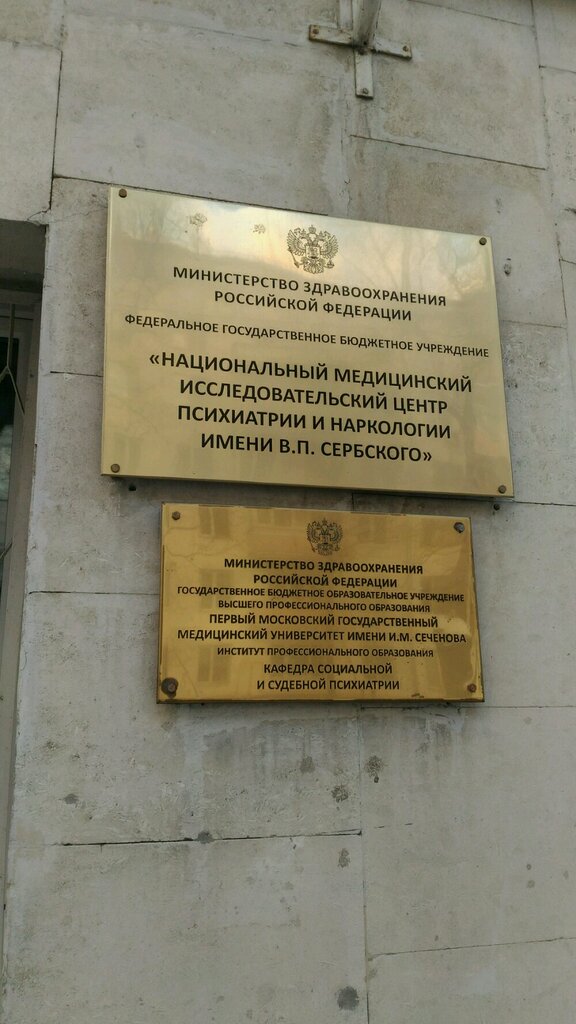 МИНИСТЕРСТВО ЗДРАВООХРАНЕНИЯ
РОССИЙСКОЙ ФЕДЕРАЦИИ
ФЕДЕРАЛЬНОЕ ГОСУДАРСТВЕННОЕ БЮДЖЕТНОЕ УЧРЕЖДЕНИЕ
«НАЦИОНАЛЬНЫЙ МЕДИЦИНСКИЙ
ИССЛЕДОВАТЕЛЬСКИЙ ЦЕНТР
ПСИХИАТРИИ И НАРКОЛОГИИ
ИМЕНИ В.П. СЕРБСКОГО»
МИНИСТЕРСТВО ЗДРАВООХРАНЕНИЯ
РОССИЙСКОЙ ФЕДЕРАЦИИ
ГОСУДАРСТВЕННОЕ БЮДЖЕТНОЕ ОБРАЗОВАТЕЛЬНОЕ УЧРЕЖДЕНИЕ
ВЫСШЕГО ПРОФЕССИОНАЛЬНОГО ОБРАЗОВАНИЯ
ПЕРВЫЙ МОСКОВСКИЙ ГОСУДАРСТВЕННЫЙ
МЕДИЦИНСКИЙ УНИВЕРСИТЕТ ИМЕНИ И.М. СЕЧЕНОВА
ИНСТИТУТ ПРОФЕССИОНАЛЬНОГО ОБРАЗОВАНИЯ
КАФЕДРА СОЦИАЛЬНОЙ
И СУДЕБНОЙ ПСИХИАТРИИ